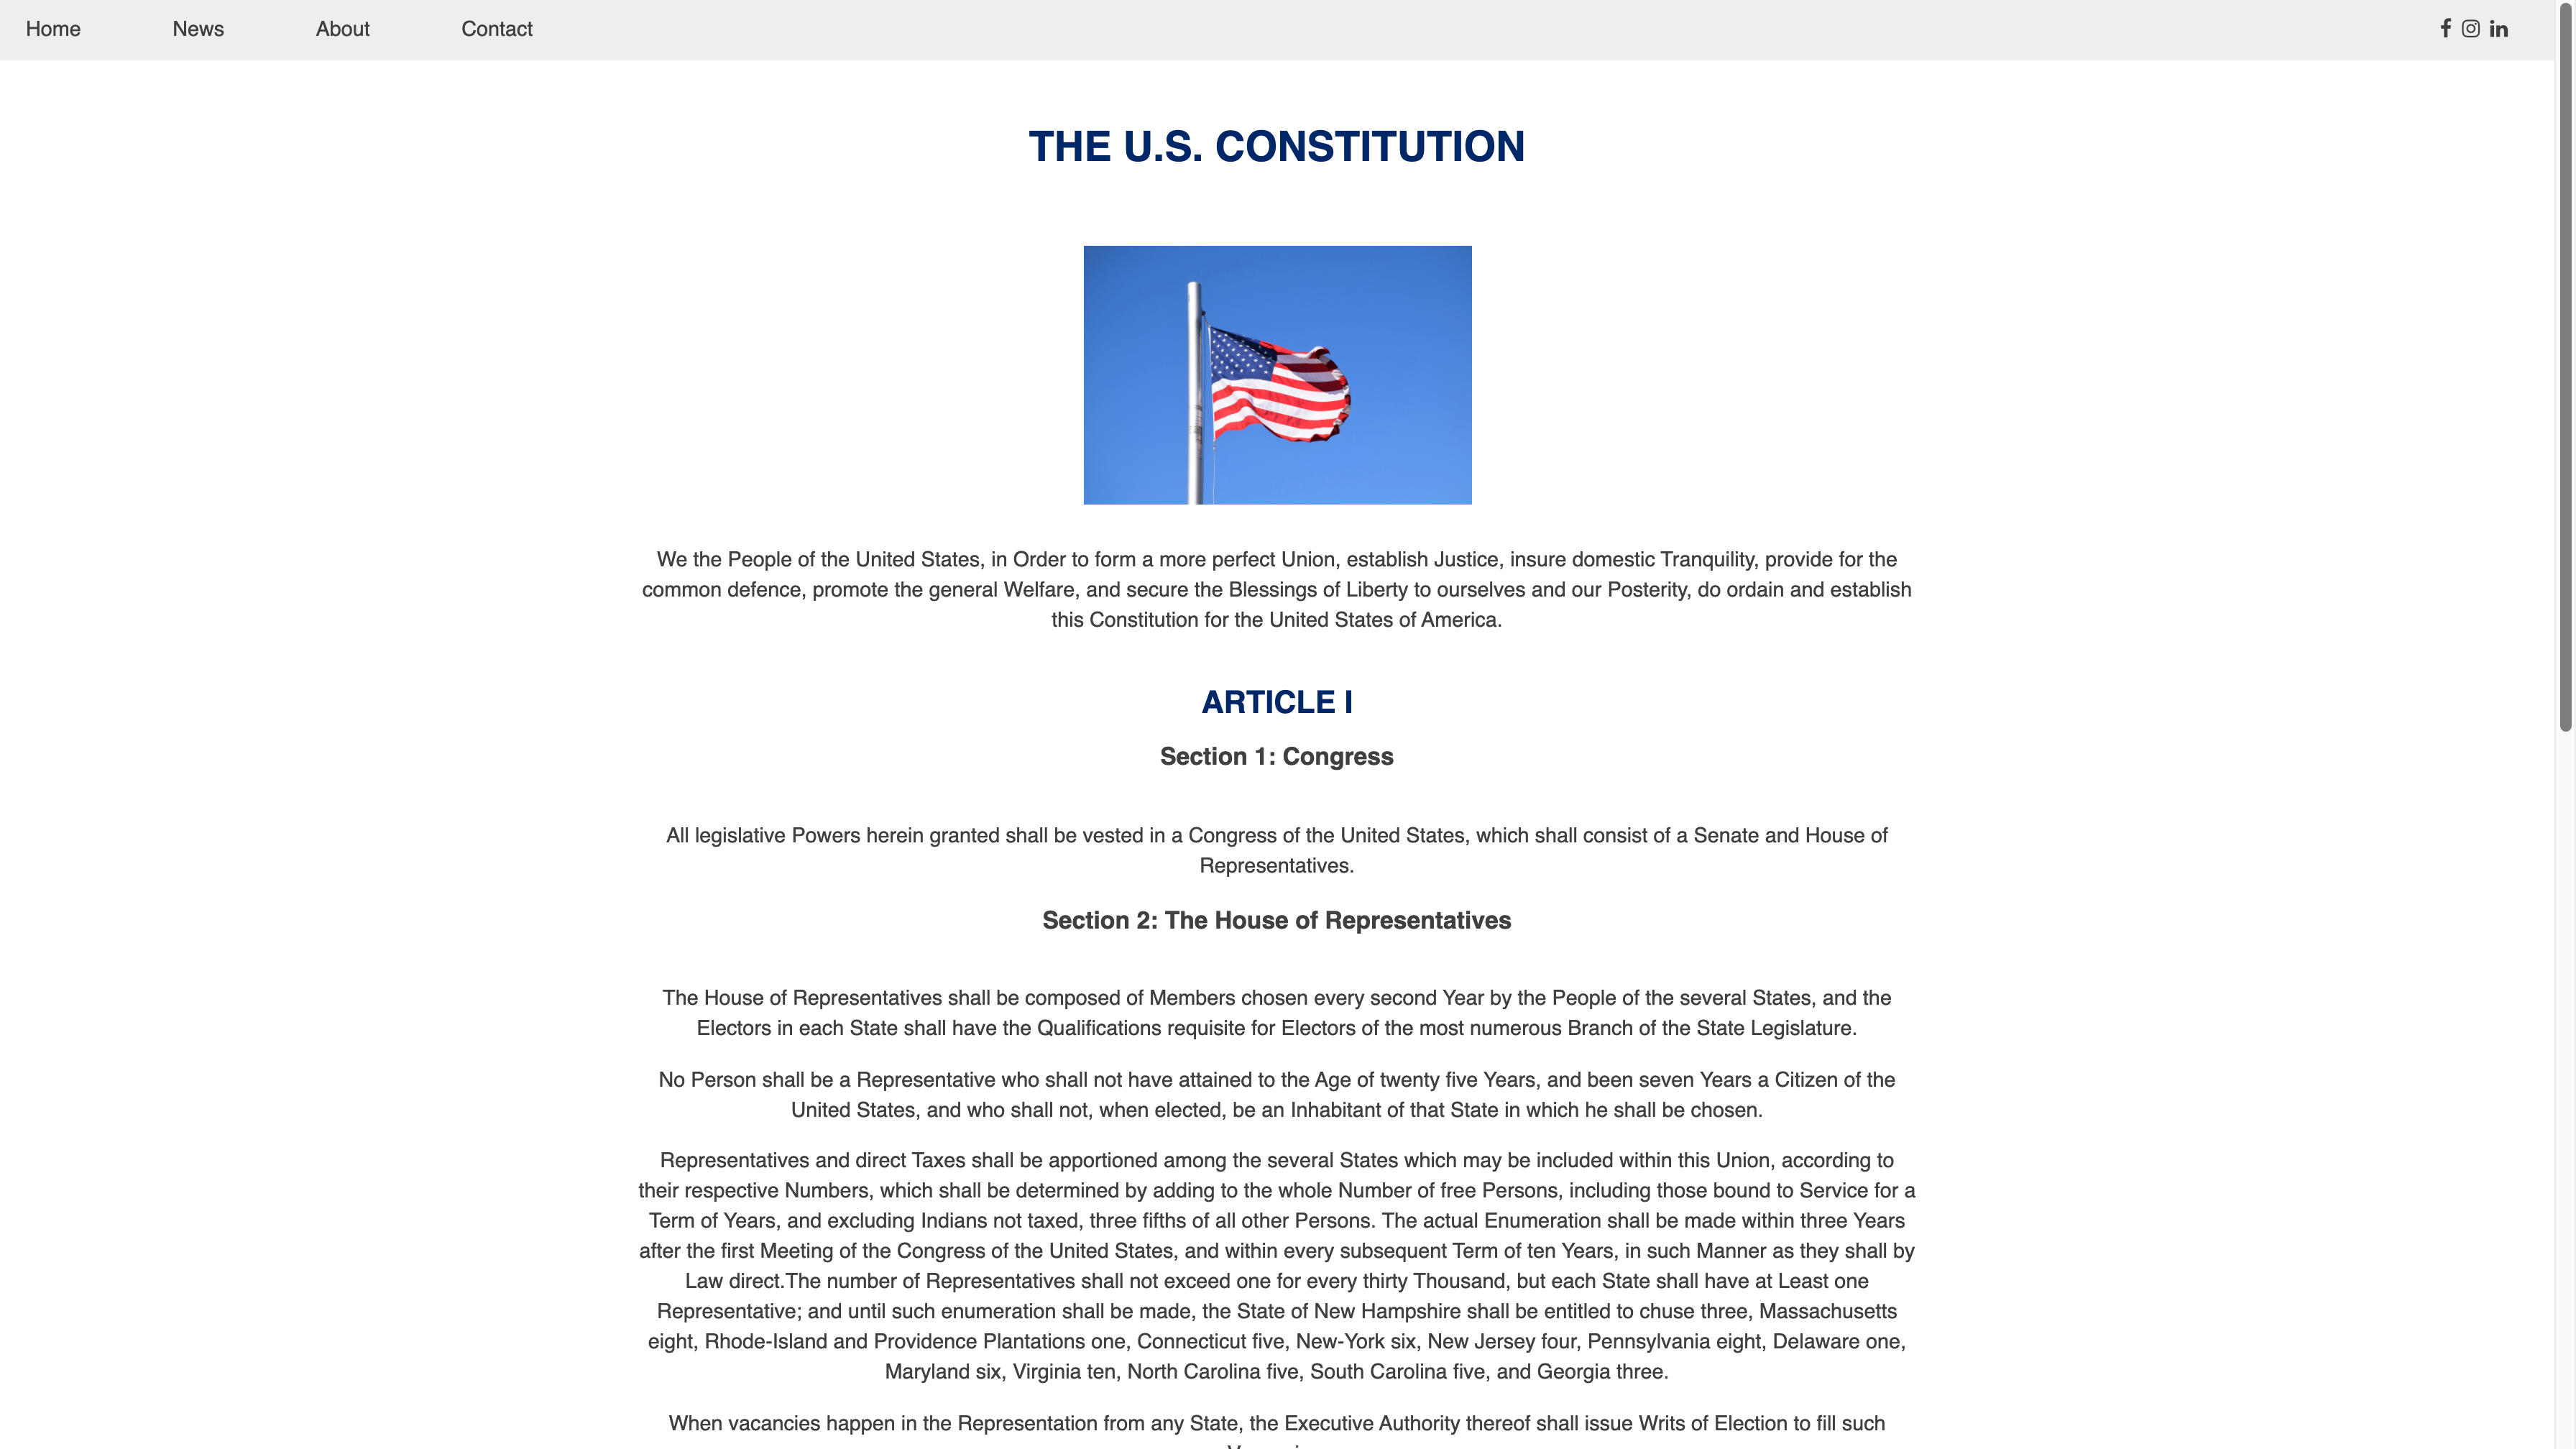 Home News About Contact
THE U.S. CONSTITUTION
We the People of the United States, in Order to form a more perfect Union, establish Justice, insure domestic Tranquility, provide for the
common defence, promote the general Welfare, and secure the Blessings of Liberty to ourselves and our Posterity, do ordain and establish
this Constitution for the United States of America.
ARTICLE I
Section 1: Congress
All legislative Powers herein granted shall be vested in a Congress of the United States, which shall consist of a Senate and House of
Representatives.
Section 2: The House of Representatives
The House of Representatives shall be composed of Members chosen every second Year by the People of the several States, and the
Electors in each State shall have the Qualifications requisite for Electors of the most numerous Branch of the State Legislature.
No Person shall be a Representative who shall not have attained to the Age of twenty five Years, and been seven Years a Citizen of the
United States, and who shall not, when elected, be an Inhabitant of that State in which he shall be chosen.
Representatives and direct Taxes shall be apportioned among the several States which may be included within this Union, according to
their respective Numbers, which shall be determined by adding to the whole Number of free Persons, including those bound to Service for a
Term of Years, and excluding Indians not taxed, three fifths of all other Persons. The actual Enumeration shall be made within three Years
after the first Meeting of the Congress of the United States, and within every subsequent Term of ten Years, in such Manner as they shall by
Law direct.The number of Representatives shall not exceed one for every thirty Thousand, but each State shall have at Least one
Representative; and until such enumeration shall be made, the State of New Hampshire shall be entitled to chuse three, Massachusetts
eight, Rhode-Island and Providence Plantations one, Connecticut five, New-York six, New Jersey four, Pennsylvania eight, Delaware one,
Maryland six, Virginia ten, North Carolina five, South Carolina five, and Georgia three.
When vacancies happen in the Representation from any State, the Executive Authority thereof shall issue Writs of Election to fill such